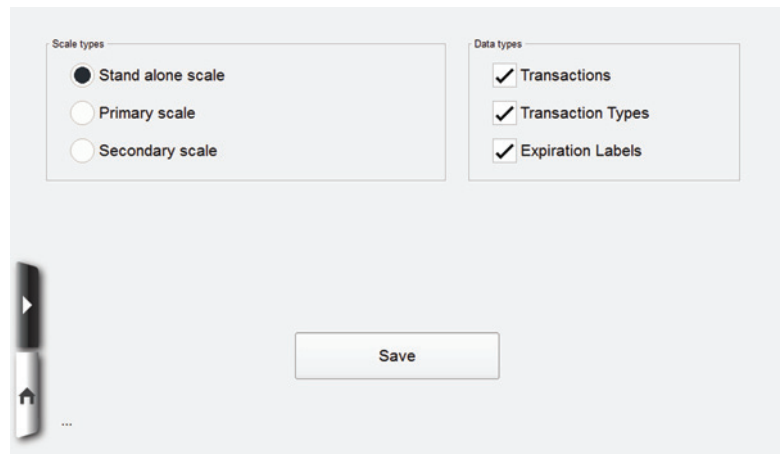 Scale types
Stand alone scale
Primary scale
Secondary scale
Data types
Transactions
Transaction Types
Expiration Labels
Save
...